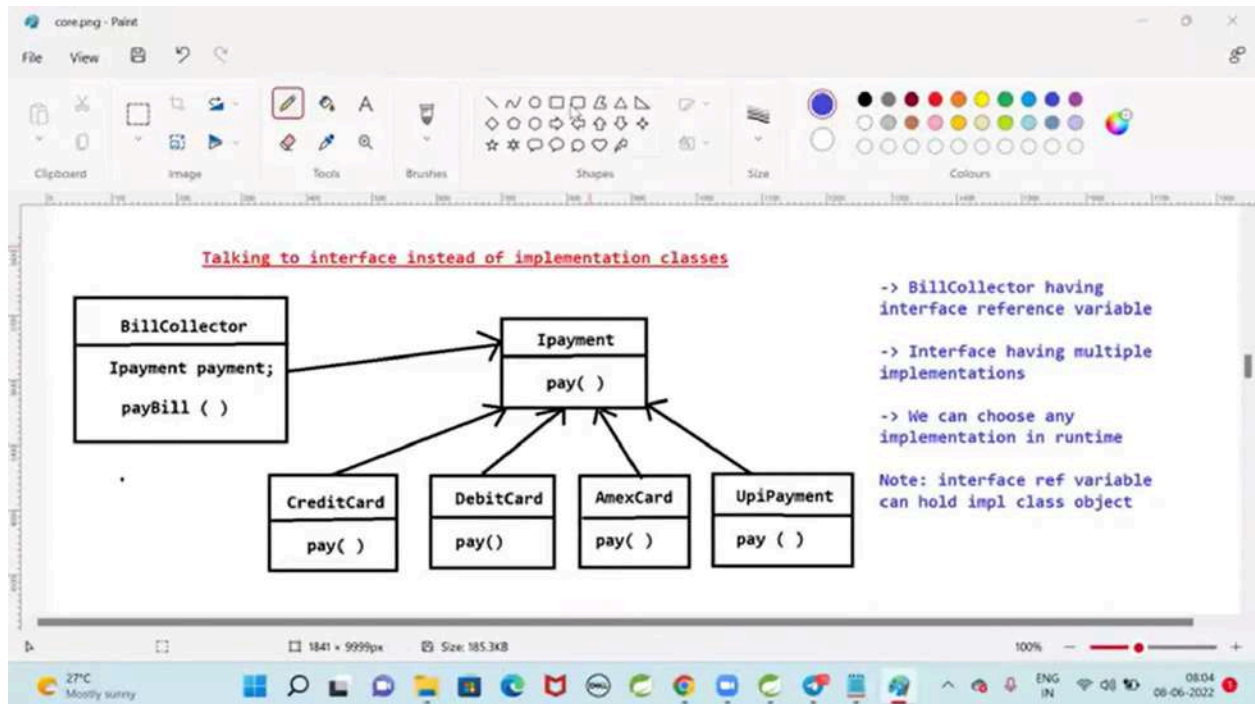 core.png - Paint
File View
Clipboard
Image
Tools
Brushes
Shapes
Size
Colours
Talking to interface instead of implementation classes
BillCollector
Ipayment payment;
payBill ( )
Ipayment
pay( )
CreditCard
pay( )
DebitCard
pay()
AmexCard
pay( )
UpiPayment
pay ( )
-> BillCollector having
interface reference variable
-> Interface having multiple
implementations
-> We can choose any
implementation in runtime
Note: interface ref variable
can hold impl class object
1841 × 9999px
Size: 185.3KB
100%
27°C
Mostly sunny
DELL
ENG
IN
08:04
08-06-2022